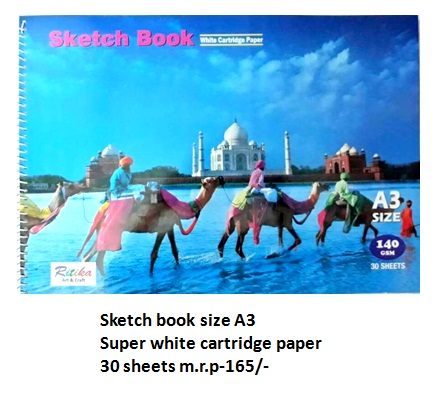 Sketch Book
White Cartridge Paper
A3
SIZE
140
GSM
30 SHEETS
Ritika
Art & Craft
Sketch book size A3
Super white cartridge paper
30 sheets m.r.p-165/-